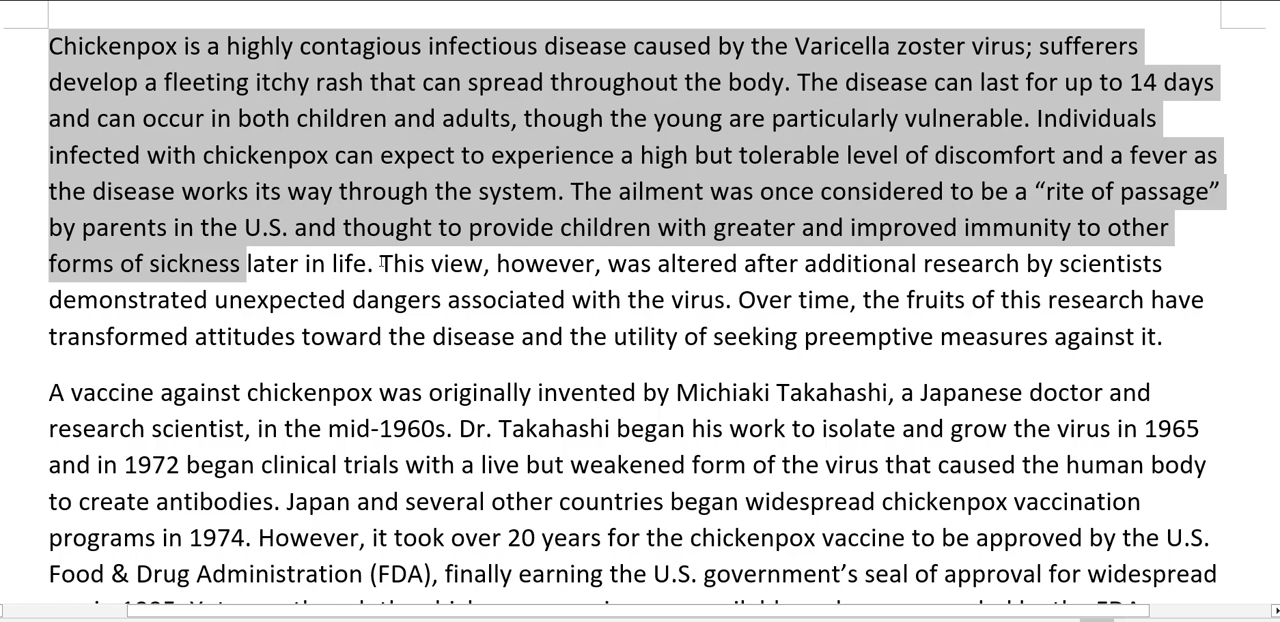 Chickenpox is a highly contagious infectious disease caused by the Varicella zoster virus; sufferers
develop a fleeting itchy rash that can spread throughout the body. The disease can last for up to 14 days
and can occur in both children and adults, though the young are particularly vulnerable. Individuals
infected with chickenpox can expect to experience a high but tolerable level of discomfort and a fever as
the disease works its way through the system. The ailment was once considered to be a “rite of passage”
by parents in the U.S. and thought to provide children with greater and improved immunity to other
forms of sickness later in life. This view, however, was altered after additional research by scientists
demonstrated unexpected dangers associated with the virus. Over time, the fruits of this research have
transformed attitudes toward the disease and the utility of seeking preemptive measures against it.
A vaccine against chickenpox was originally invented by Michiaki Takahashi, a Japanese doctor and
research scientist, in the mid-1960s. Dr. Takahashi began his work to isolate and grow the virus in 1965
and in 1972 began clinical trials with a live but weakened form of the virus that caused the human body
to create antibodies. Japan and several other countries began widespread chickenpox vaccination
programs in 1974. However, it took over 20 years for the chickenpox vaccine to be approved by the U.S.
Food & Drug Administration (FDA), finally earning the U.S. government’s seal of approval for widespread